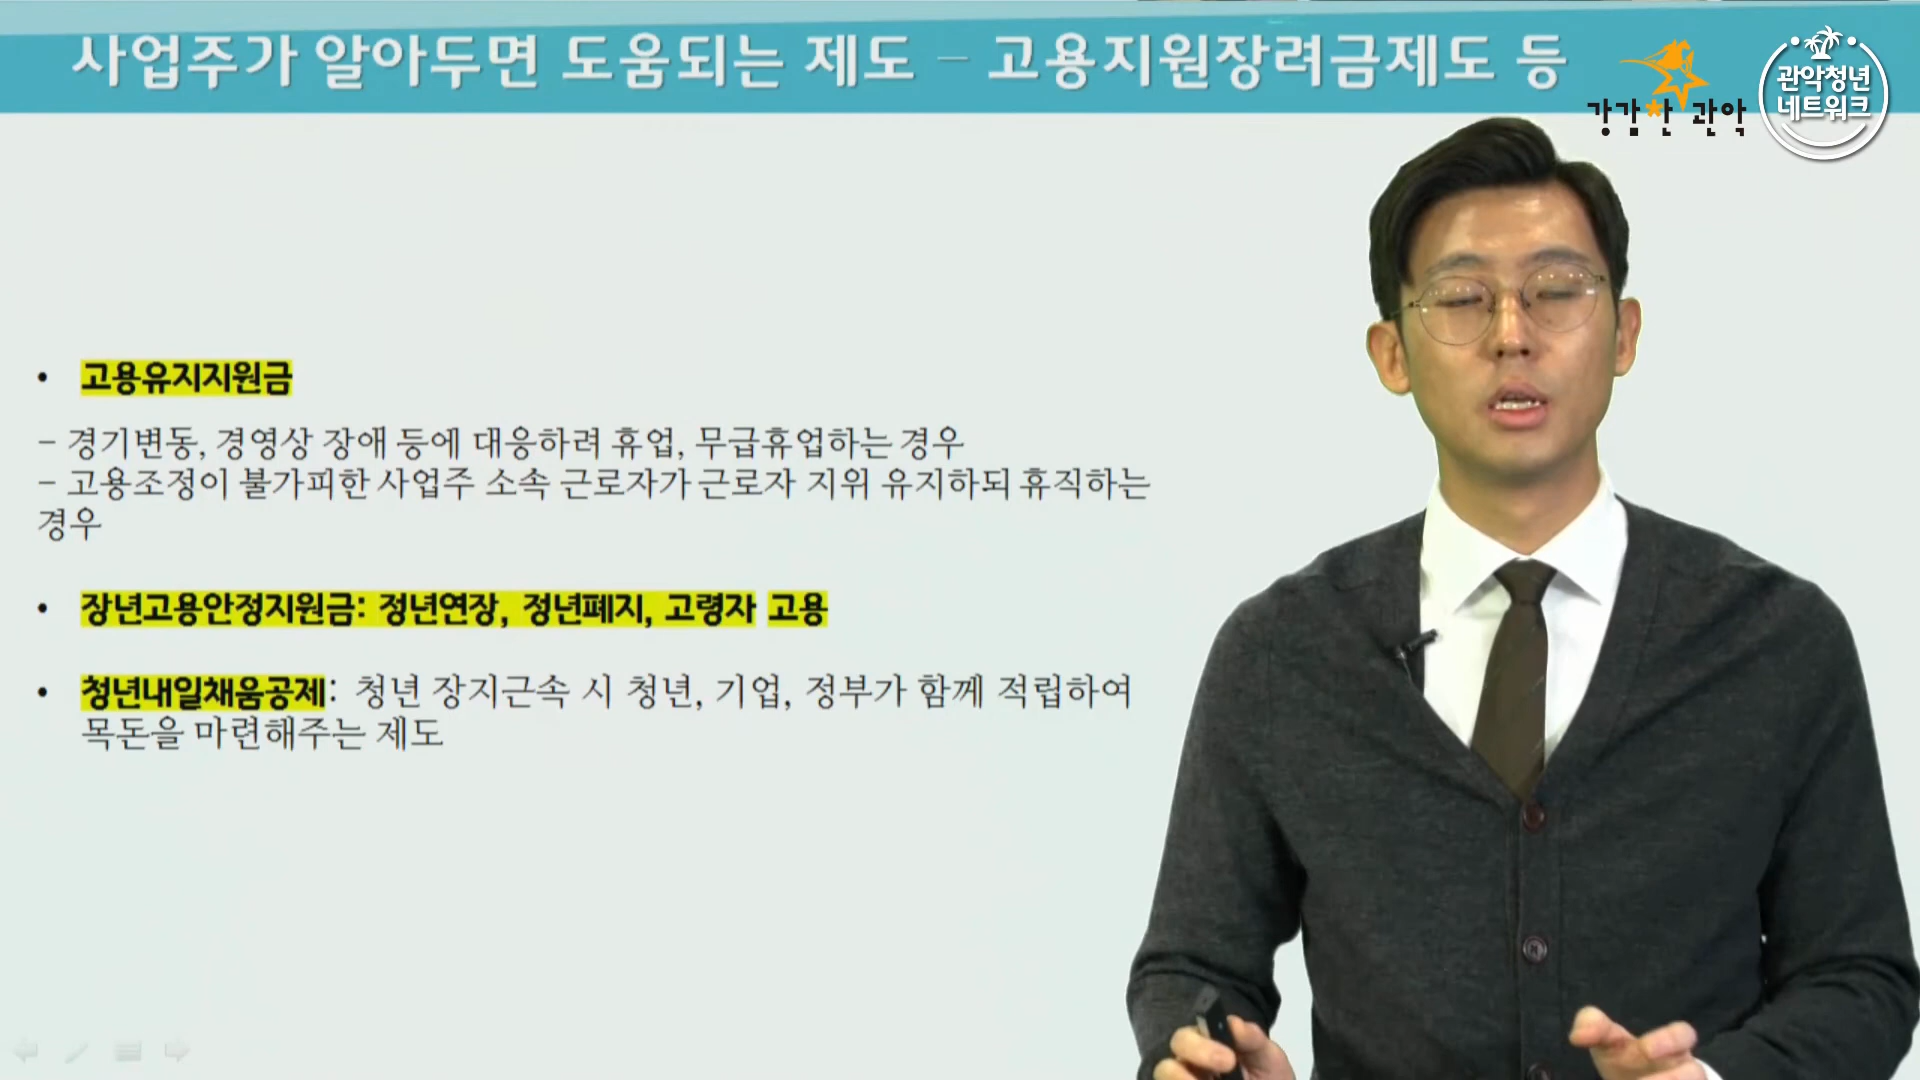 사업주가 알아두면 도움되는 제도 – 고용지원장려금제도 등
강감찬 관악
관악청년
네트워크
• 고용유지지원금
- 경기변동, 경영상 장애 등에 대응하려 휴업, 무급휴업하는 경우
- 고용조정이 불가피한 사업주 소속 근로자가 근로자 지위 유지하되 휴직하는
경우
• 장년고용안정지원금: 정년연장, 정년폐지, 고령자 고용
• 청년내일채움공제: 청년 장지근속 시 청년, 기업, 정부가 함께 적립하여
목돈을 마련해주는 제도